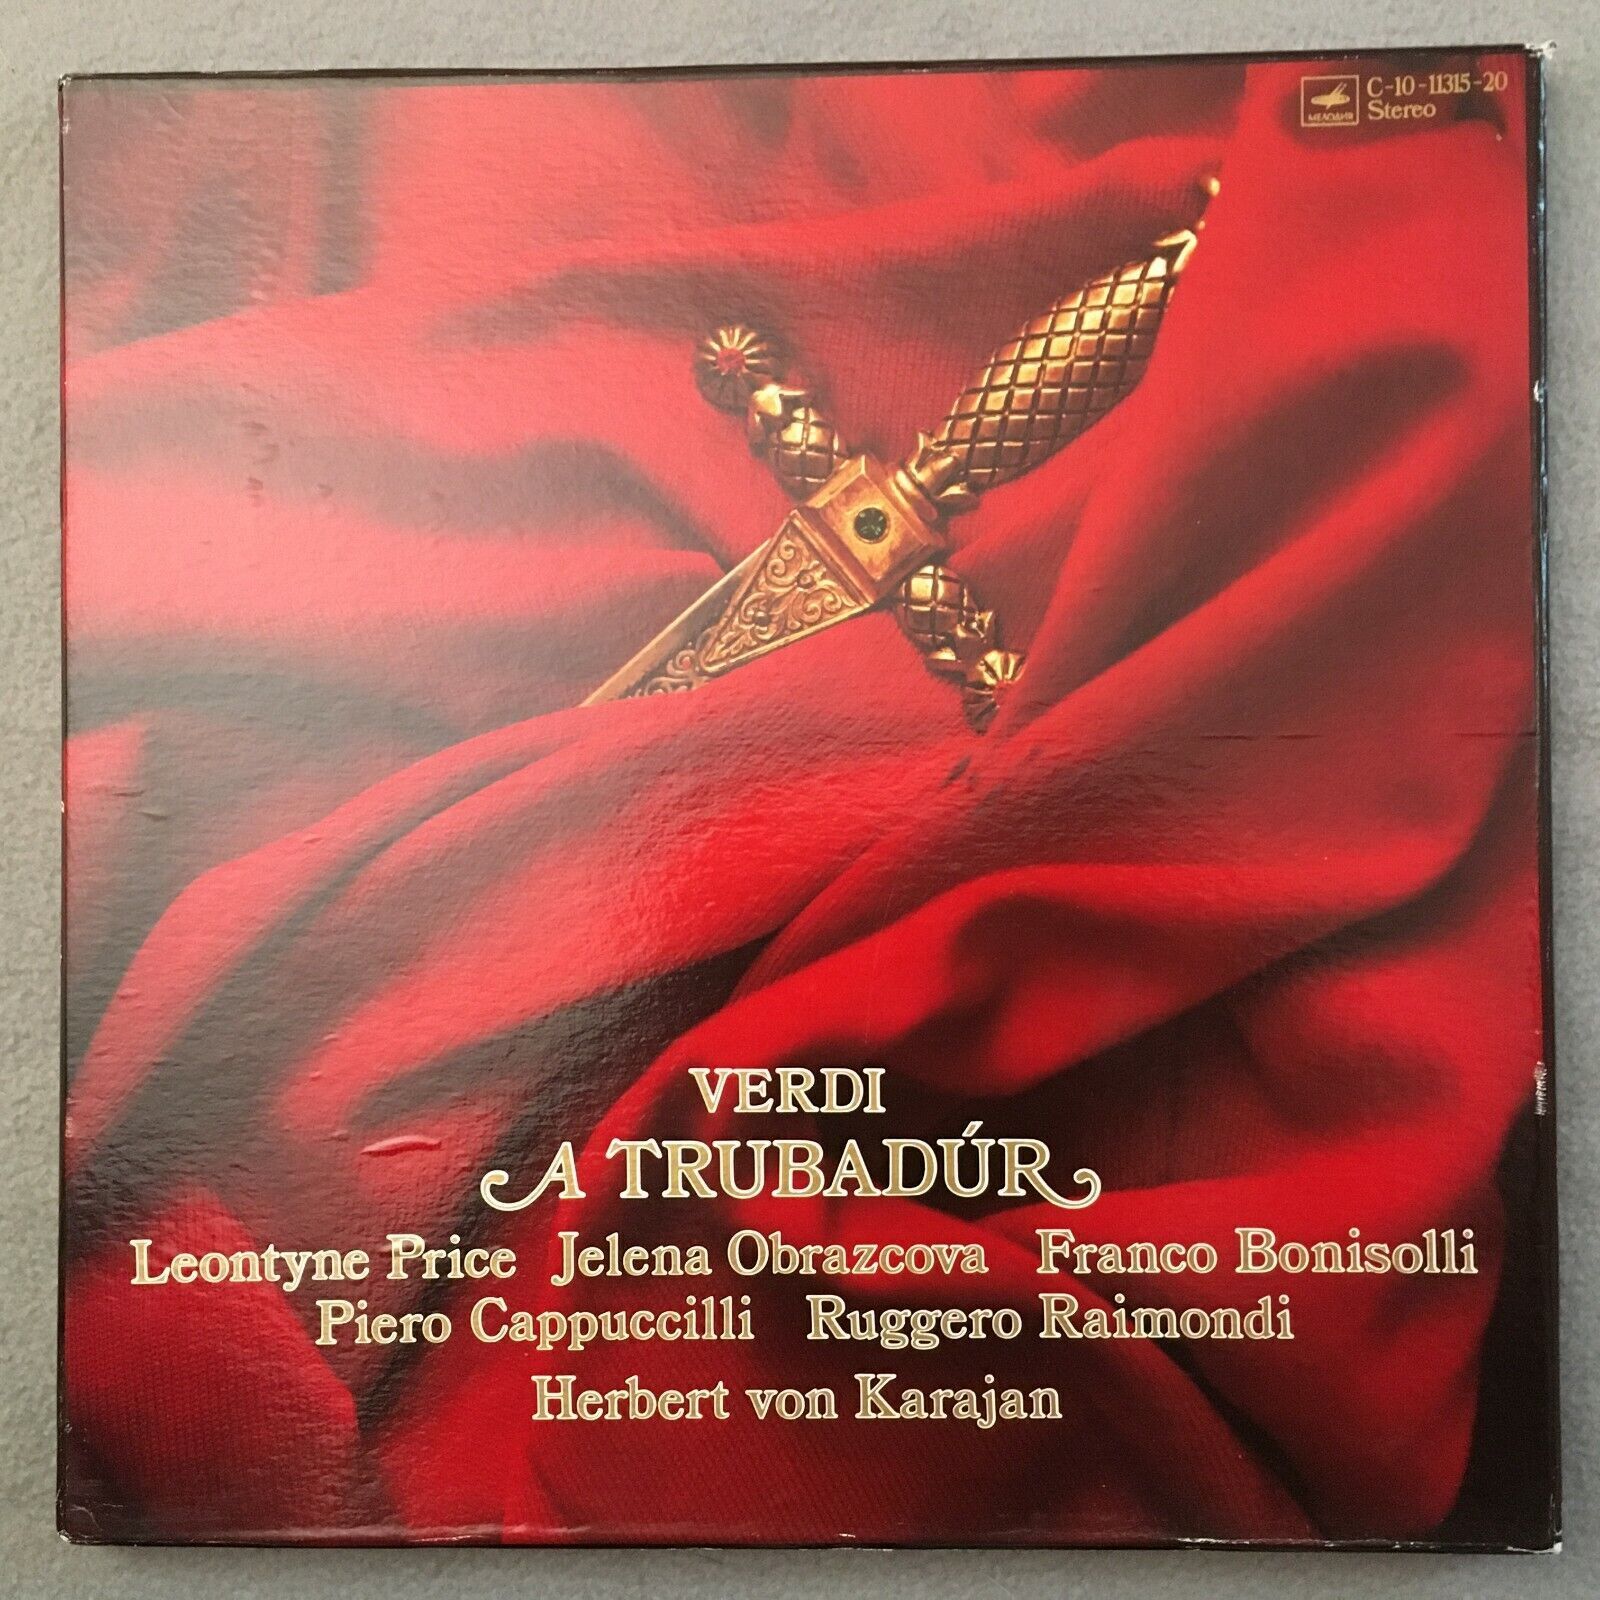 C-10-11315-20
МЕЛОДИЯ Stereo
VERDI
A TRUBADÚR
Leontyne Price Jelena Obrazcova Franco Bonisolli
Piero Cappuccilli Ruggero Raimondi
Herbert von Karajan